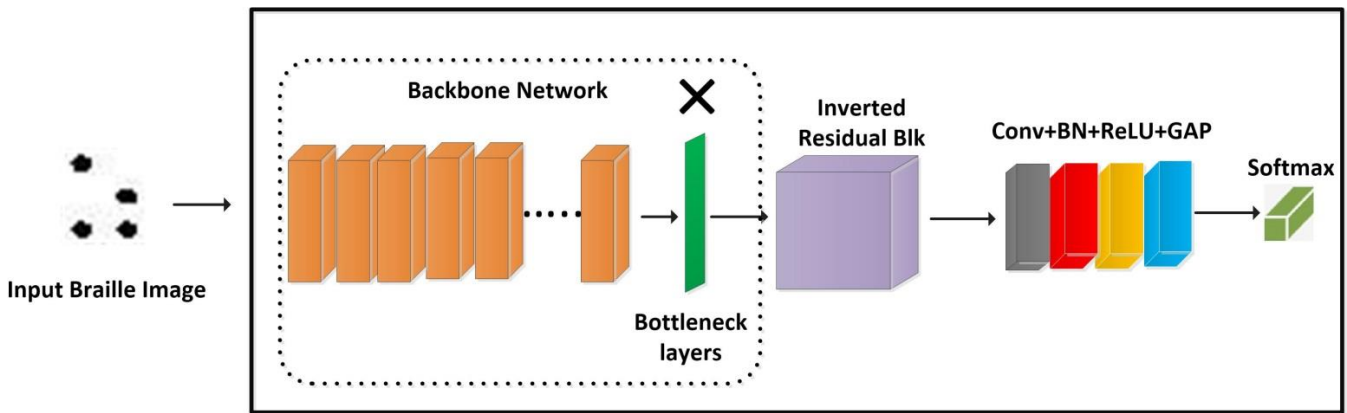 Backbone Network
Inverted
Residual Blk
Conv+BN+ReLU+GAP
Softmax
Input Braille Image
Bottleneck
layers